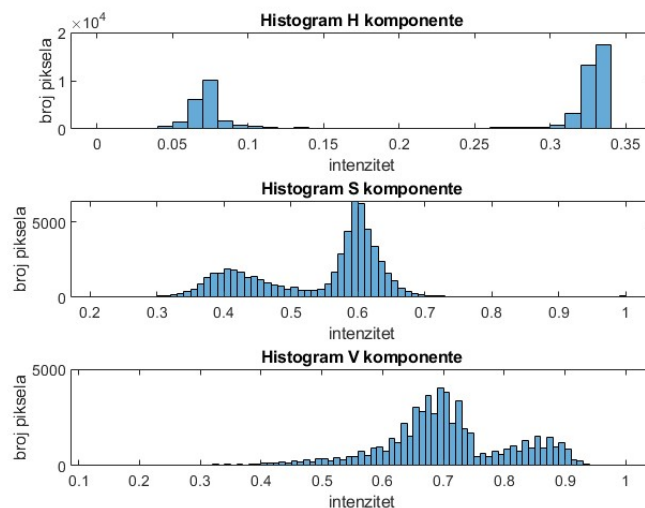 Histogram H komponente
×10⁴
2
1
0
broj piksela
0 0.05 0.1 0.15 0.2 0.25 0.3 0.35
intenzitet
Histogram S komponente
5000
0
broj piksela
0.2 0.3 0.4 0.5 0.6 0.7 0.8 0.9 1
intenzitet
Histogram V komponente
5000
0
broj piksela
0.1 0.2 0.3 0.4 0.5 0.6 0.7 0.8 0.9 1
intenzitet